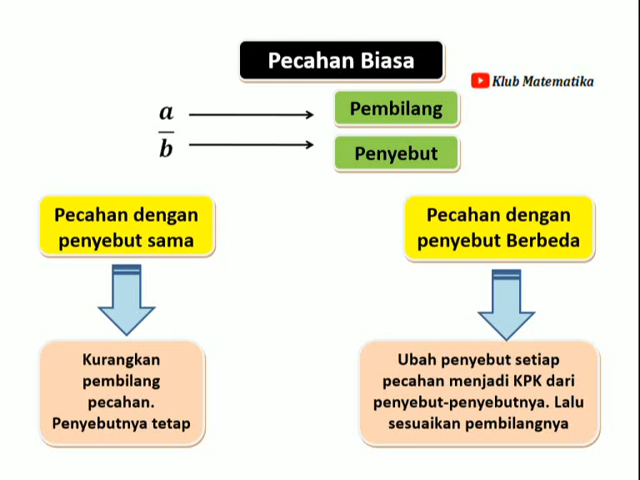 Pecahan Biasa
Klub Matematika
a
b
Pembilang
Penyebut
Pecahan dengan
penyebut sama
Pecahan dengan
penyebut Berbeda
Kurangkan
pembilang
pecahan.
Penyebutnya tetap
Ubah penyebut setiap
pecahan menjadi KPK dari
penyebut-penyebutnya. Lalu
sesuaikan pembilangnya